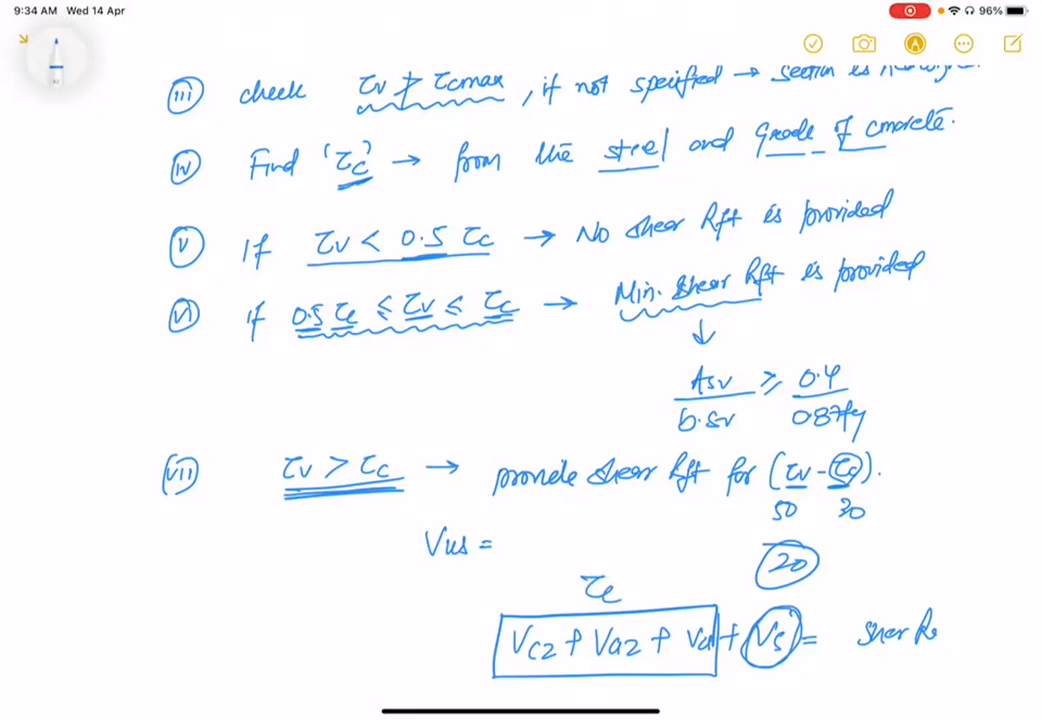 9:34 AM Wed 14 Apr
96%
(iii) check τv ≯ τcmax, if not specified → section is
(iv) Find 'τc' → from the steel and grade of concrete.
(v) If τv < 0.5 τc → No shear Rft is provided
(vi) if 0.5 τc ≤ τv ≤ τc → Min. shear Rft is provided
↓
Asv / b.sv ≥ 0.4 / 0.87fy
(vii) τv > τc → provide shear Rft for (τv - τc).
50 30
Vus = 20
τc
Vcz + Vaz + Vd + Vs = shear